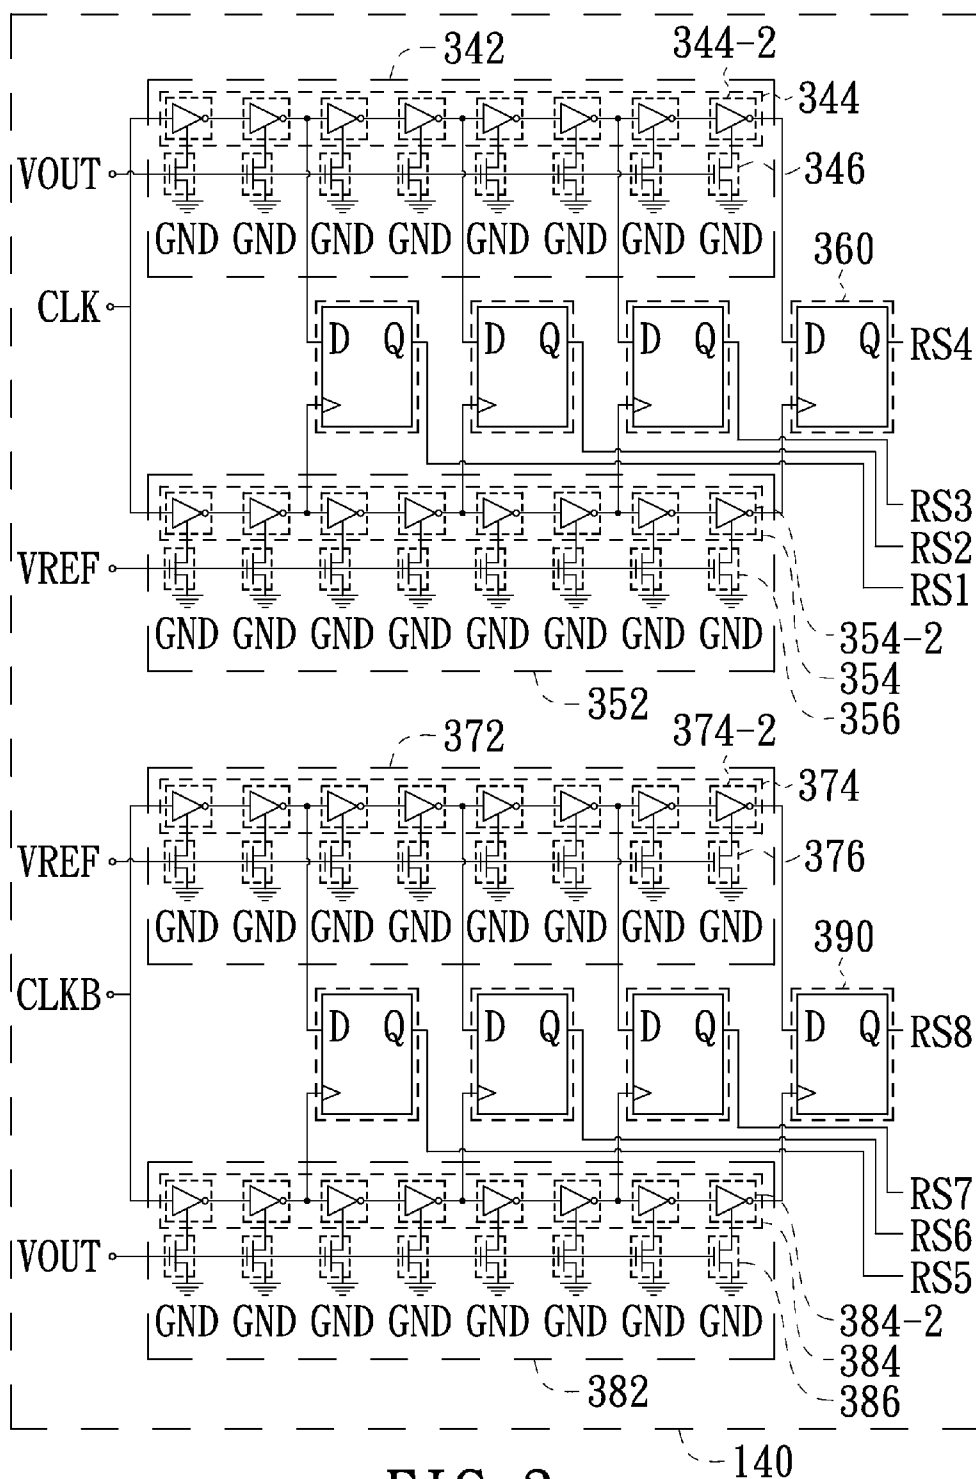 342
344-2
344
VOUT
346
GND GND GND GND GND GND GND GND
360
CLK
D Q D Q D Q D Q RS4
RS3
RS2
VREF
RS1
GND GND GND GND GND GND GND GND
354-2
354
352
356
372
374-2
374
VREF
376
GND GND GND GND GND GND GND GND
390
CLKB
D Q D Q D Q D Q RS8
RS7
RS6
VOUT
RS5
GND GND GND GND GND GND GND GND
384-2
384
382
386
140